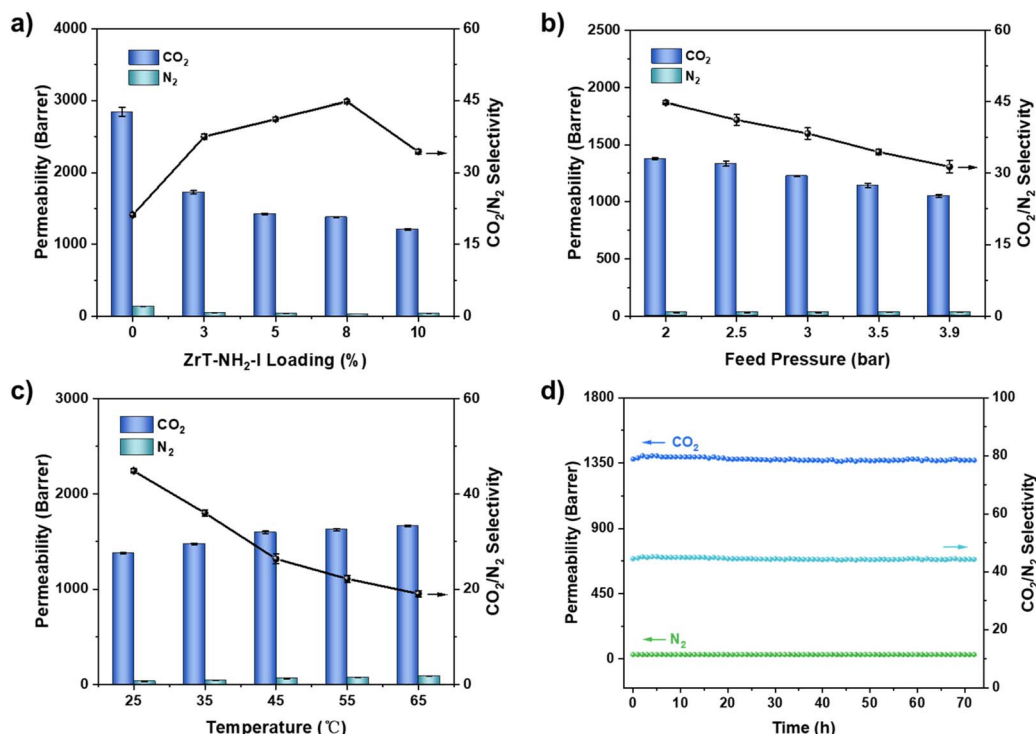 a)
4000
3000
2000
1000
0
Permeability (Barrer)
CO₂
N₂
60
45
30
15
0
CO₂/N₂ Selectivity
0 3 5 8 10
ZrT-NH₂-I Loading (%)
b)
2500
2000
1500
1000
500
0
Permeability (Barrer)
CO₂
N₂
60
45
30
15
0
CO₂/N₂ Selectivity
2 2.5 3 3.5 3.9
Feed Pressure (bar)
c)
3000
2000
1000
0
Permeability (Barrer)
CO₂
N₂
60
40
20
0
CO₂/N₂ Selectivity
25 35 45 55 65
Temperature (℃)
d)
1800
1350
900
450
0
Permeability (Barrer)
CO₂
N₂
100
80
60
40
20
0
CO₂/N₂ Selectivity
0 10 20 30 40 50 60 70
Time (h)